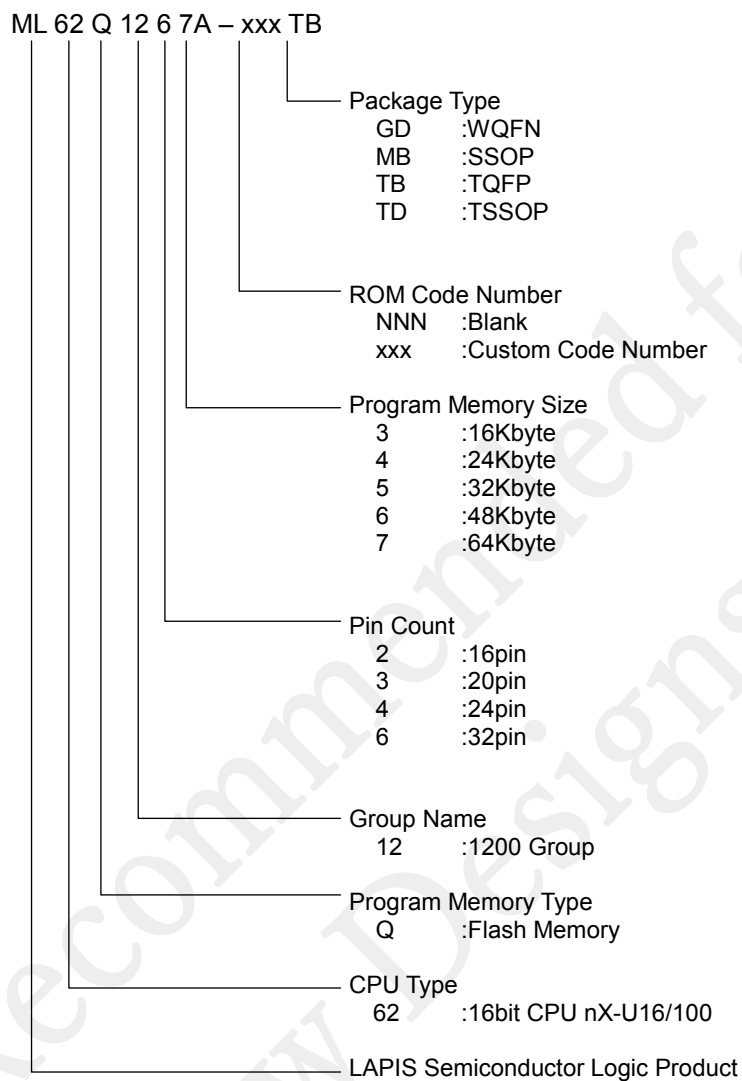 ML 62 Q 12 6 7A – xxx TB
Package Type
GD :WQFN
MB :SSOP
TB :TQFP
TD :TSSOP
ROM Code Number
NNN :Blank
xxx :Custom Code Number
Program Memory Size
3 :16Kbyte
4 :24Kbyte
5 :32Kbyte
6 :48Kbyte
7 :64Kbyte
Pin Count
2 :16pin
3 :20pin
4 :24pin
6 :32pin
Group Name
12 :1200 Group
Program Memory Type
Q :Flash Memory
CPU Type
62 :16bit CPU nX-U16/100
LAPIS Semiconductor Logic Product